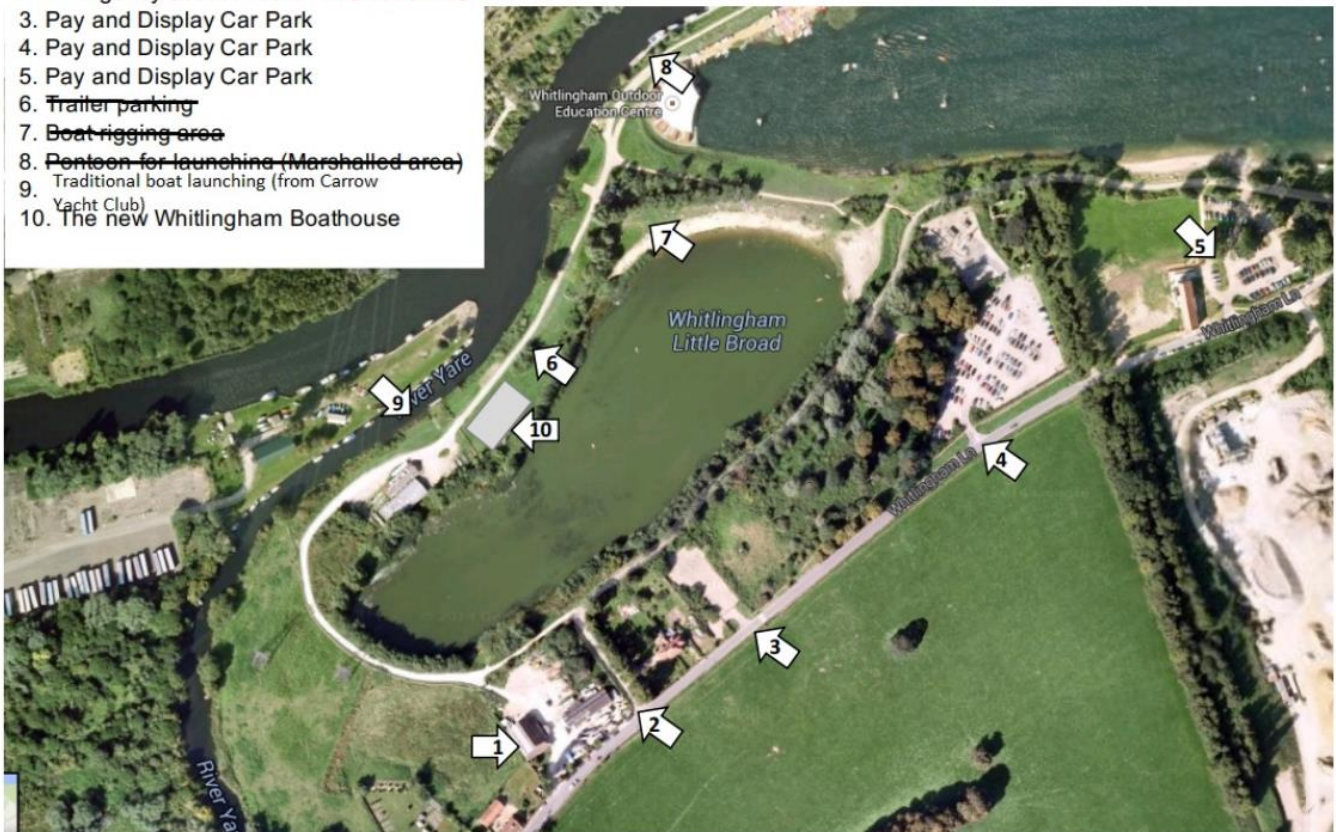 3. Pay and Display Car Park
4. Pay and Display Car Park
5. Pay and Display Car Park
6. Trailer parking
7. Boat rigging area
8. Pontoon for launching (Marshalled area)
9. Traditional boat launching (from Carrow
Yacht Club)
10. The new Whitlingham Boathouse
8
Whitlingham Outdoor
Education Centre
7
5
Whitlingham Ln
Whitlingham
Little Broad
6
River Yare
9
10
4
Whitlingham Ln
3
2
1
River